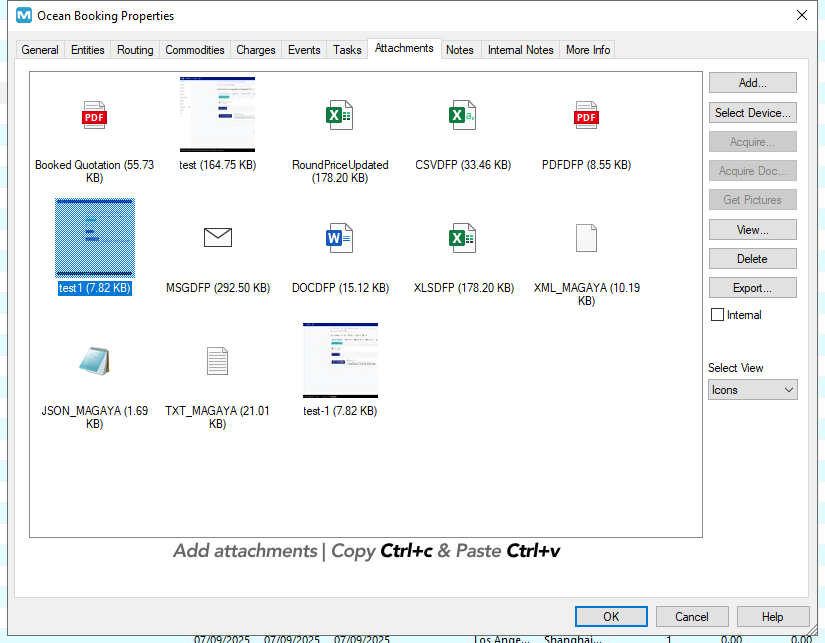 Ocean Booking Properties
General Entities Routing Commodities Charges Events Tasks Attachments Notes Internal Notes More Info
Add...
Select Device...
Acquire...
Acquire Doc...
Get Pictures
View...
Delete
Export...
Internal
Select View
Icons
PDF
Booked Quotation (55.73
KB)
test (164.75 KB)
RoundPriceUpdated
(178.20 KB)
CSVDFP (33.46 KB)
PDF
PDFDFP (8.55 KB)
test1 (7.82 KB)
MSGDFP (292.50 KB)
DOCDFP (15.12 KB)
XLSDFP (178.20 KB)
XML_MAGAYA (10.19
KB)
JSON_MAGAYA (1.69
KB)
TXT_MAGAYA (21.01
KB)
test-1 (7.82 KB)
Add attachments | Copy Ctrl+c & Paste Ctrl+v
OK Cancel Help
07/09/2025 07/09/2025 07/09/2025 Los Ange... Shanghai... 1 0.00 0.00